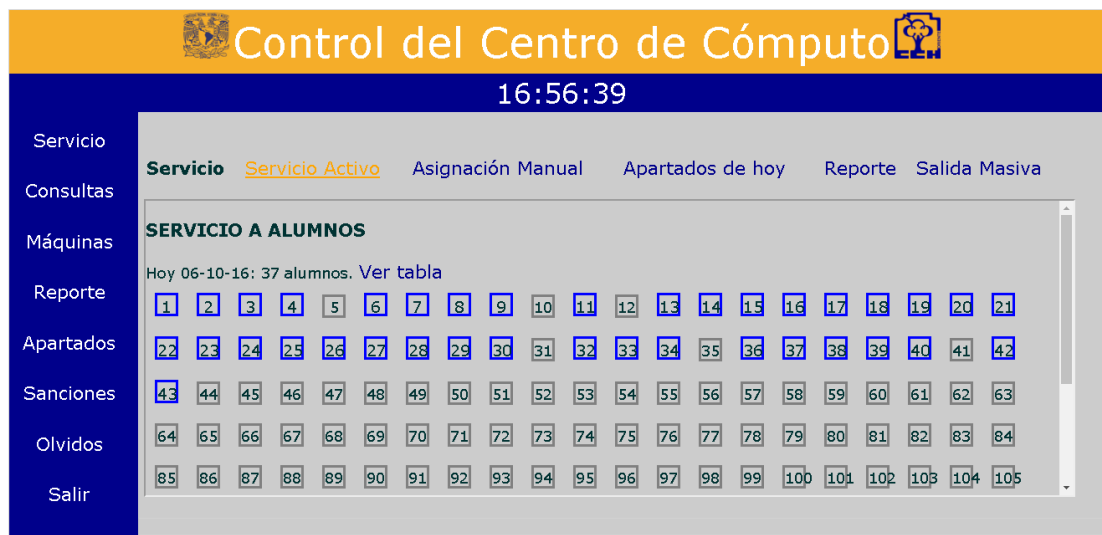 Control del Centro de Cómputo
CCH
16:56:39
Servicio
Consultas
Máquinas
Reporte
Apartados
Sanciones
Olvidos
Salir
Servicio Servicio Activo Asignación Manual Apartados de hoy Reporte Salida Masiva
SERVICIO A ALUMNOS
Hoy 06-10-16: 37 alumnos. Ver tabla
1 2 3 4 5 6 7 8 9 10 11 12 13 14 15 16 17 18 19 20 21
22 23 24 25 26 27 28 29 30 31 32 33 34 35 36 37 38 39 40 41 42
43 44 45 46 47 48 49 50 51 52 53 54 55 56 57 58 59 60 61 62 63
64 65 66 67 68 69 70 71 72 73 74 75 76 77 78 79 80 81 82 83 84
85 86 87 88 89 90 91 92 93 94 95 96 97 98 99 100 101 102 103 104 105